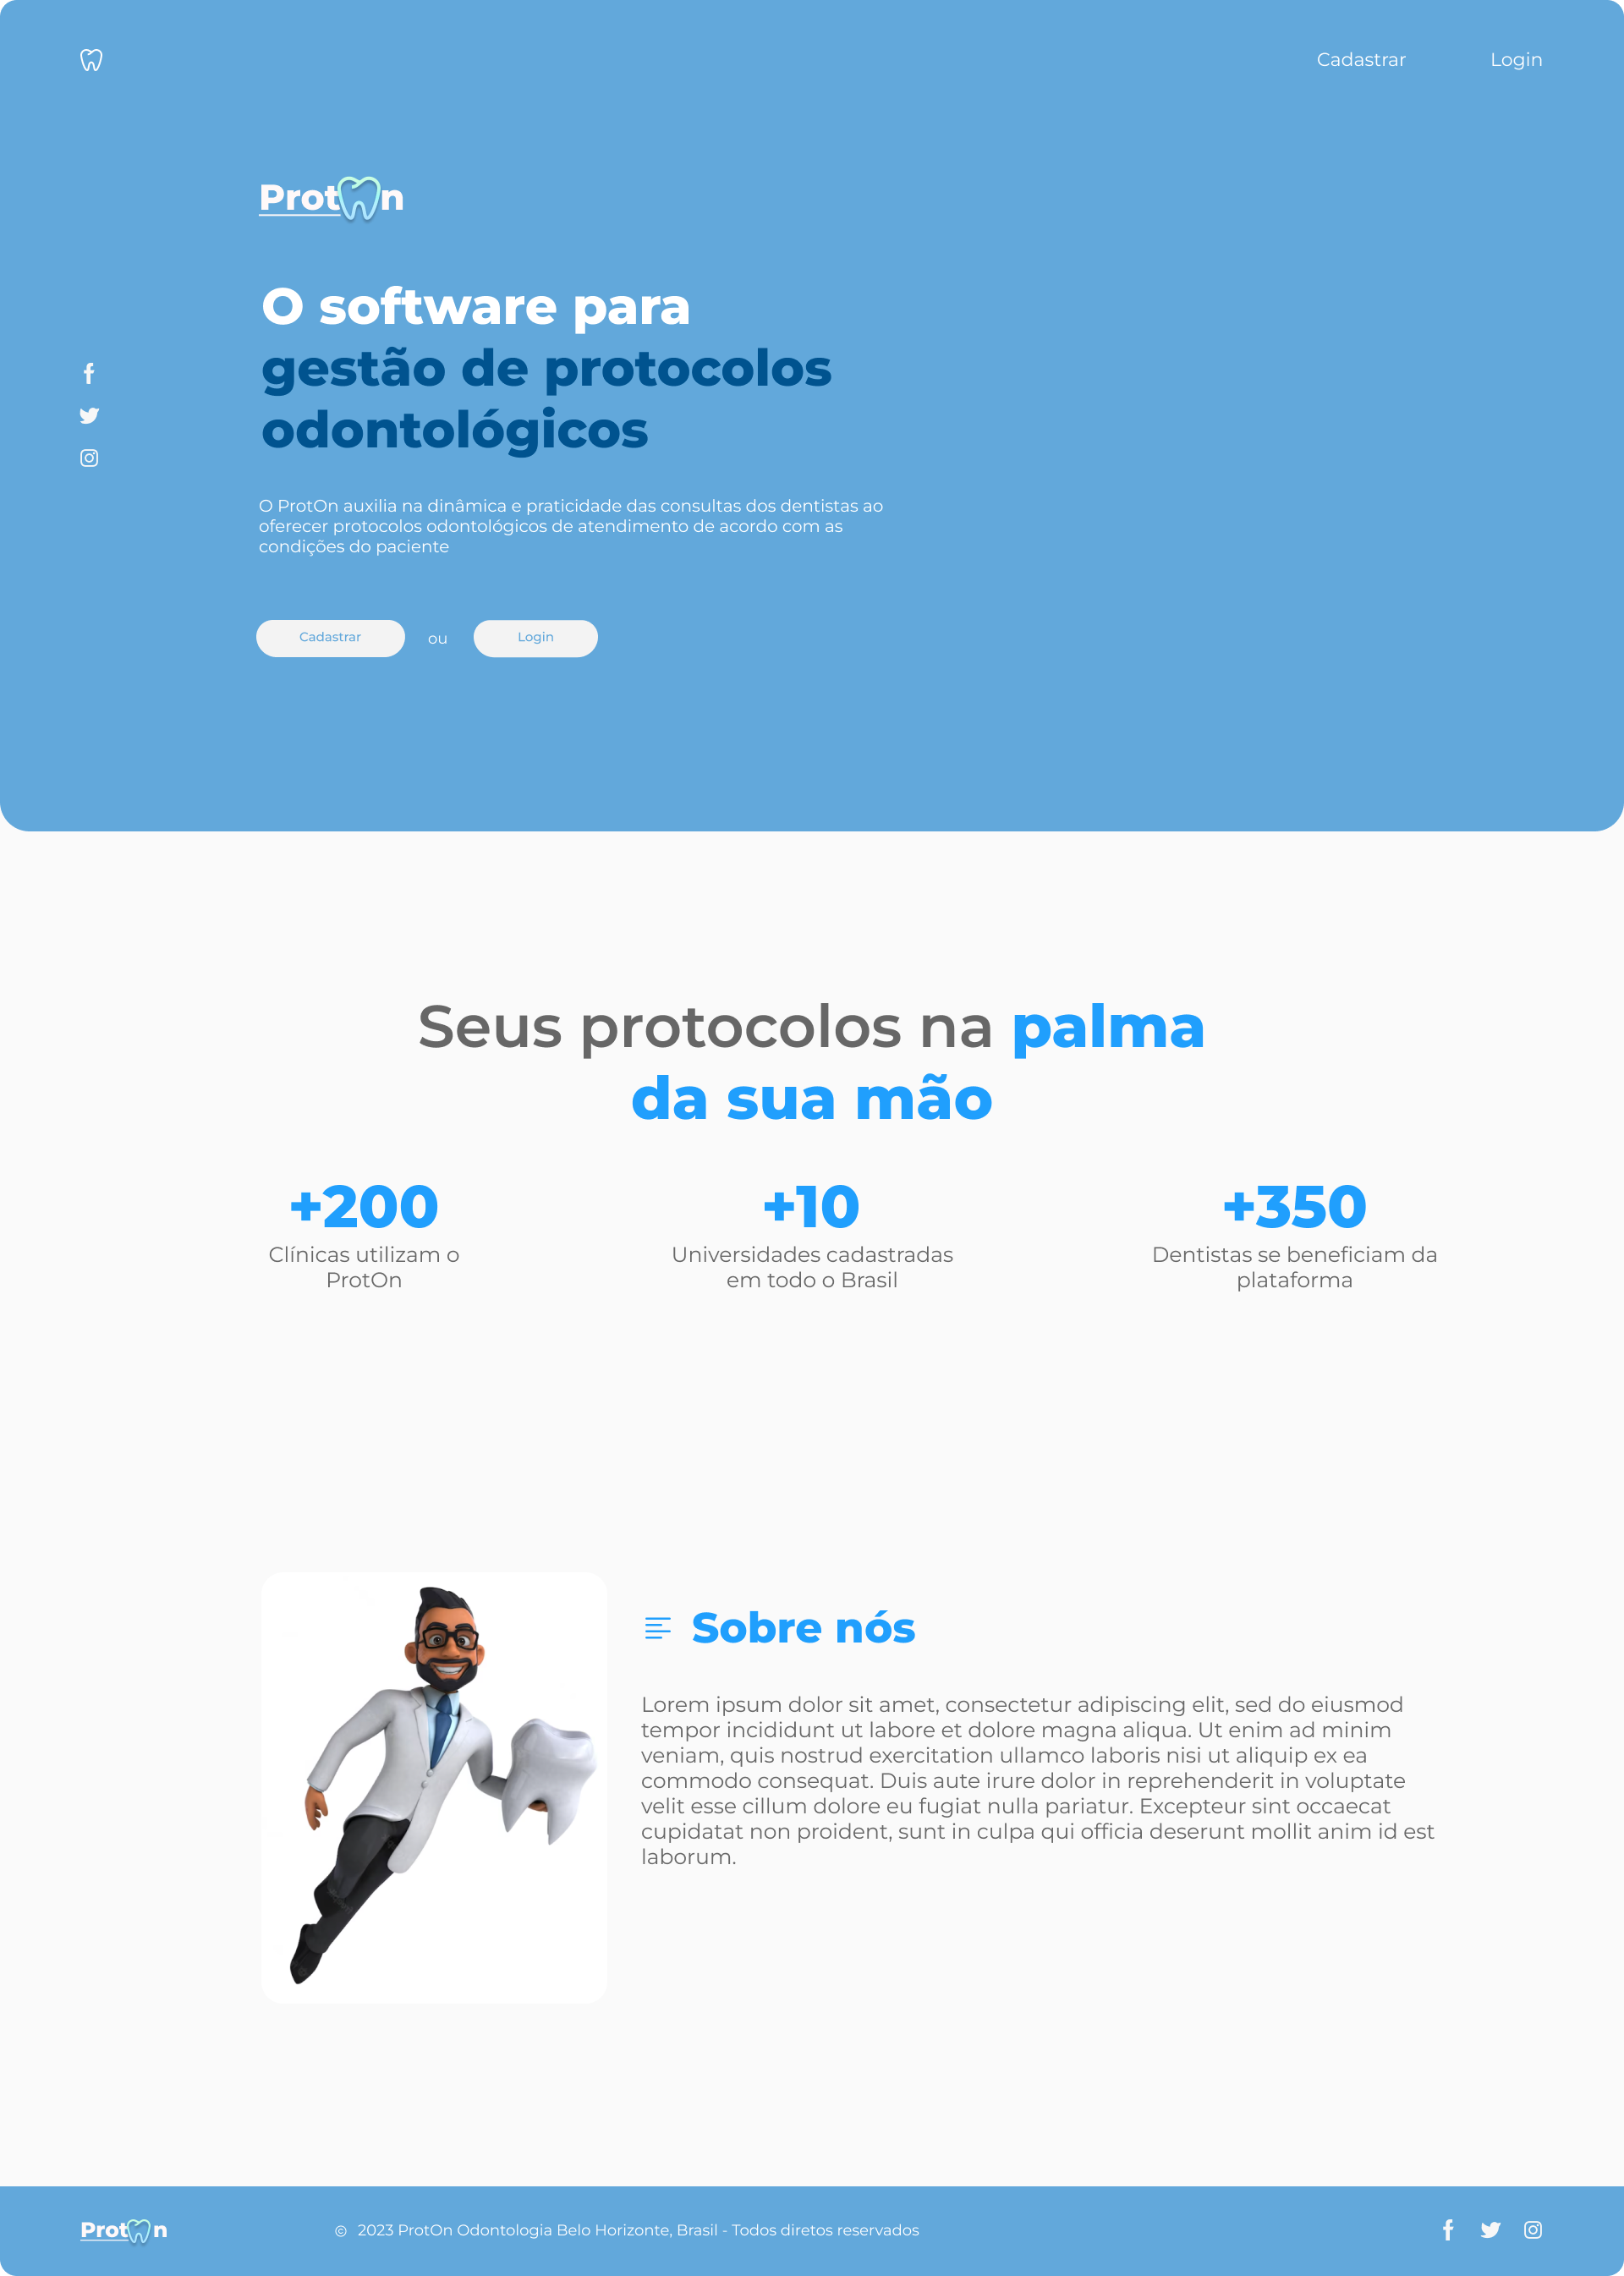 Cadastrar Login
ProtOn
O software para
gestão de protocolos
odontológicos
O ProtOn auxilia na dinâmica e praticidade das consultas dos dentistas ao
oferecer protocolos odontológicos de atendimento de acordo com as
condições do paciente
Cadastrar ou Login
Seus protocolos na palma
da sua mão
+200
Clínicas utilizam o
ProtOn
+10
Universidades cadastradas
em todo o Brasil
+350
Dentistas se beneficiam da
plataforma
Sobre nós
Lorem ipsum dolor sit amet, consectetur adipiscing elit, sed do eiusmod
tempor incididunt ut labore et dolore magna aliqua. Ut enim ad minim
veniam, quis nostrud exercitation ullamco laboris nisi ut aliquip ex ea
commodo consequat. Duis aute irure dolor in reprehenderit in voluptate
velit esse cillum dolore eu fugiat nulla pariatur. Excepteur sint occaecat
cupidatat non proident, sunt in culpa qui officia deserunt mollit anim id est
laborum.
ProtOn
© 2023 ProtOn Odontologia Belo Horizonte, Brasil - Todos diretos reservados